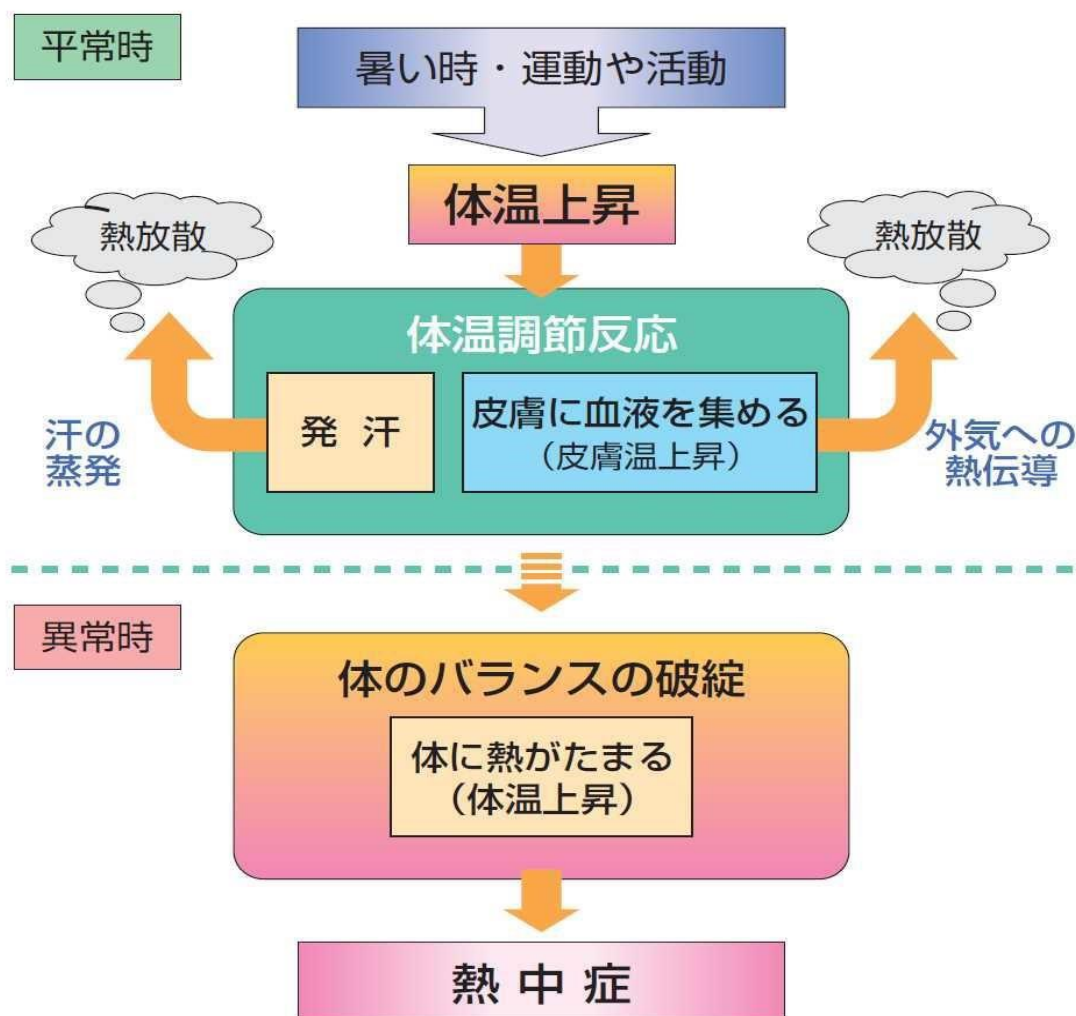 平常時
暑い時・運動や活動
体温上昇
熱放散
熱放散
体温調節反応
発 汗
皮膚に血液を集める
（皮膚温上昇）
汗の
蒸発
外気への
熱伝導
異常時
体のバランスの破綻
体に熱がたまる
（体温上昇）
熱 中 症